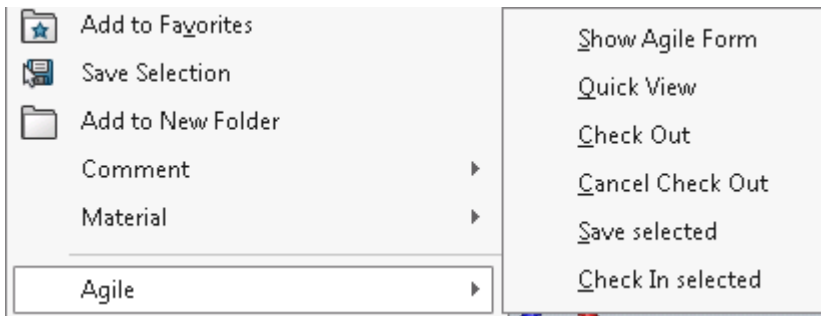 Add to Favorites
Save Selection
Add to New Folder
Comment
Material
Agile
Show Agile Form
Quick View
Check Out
Cancel Check Out
Save selected
Check In selected